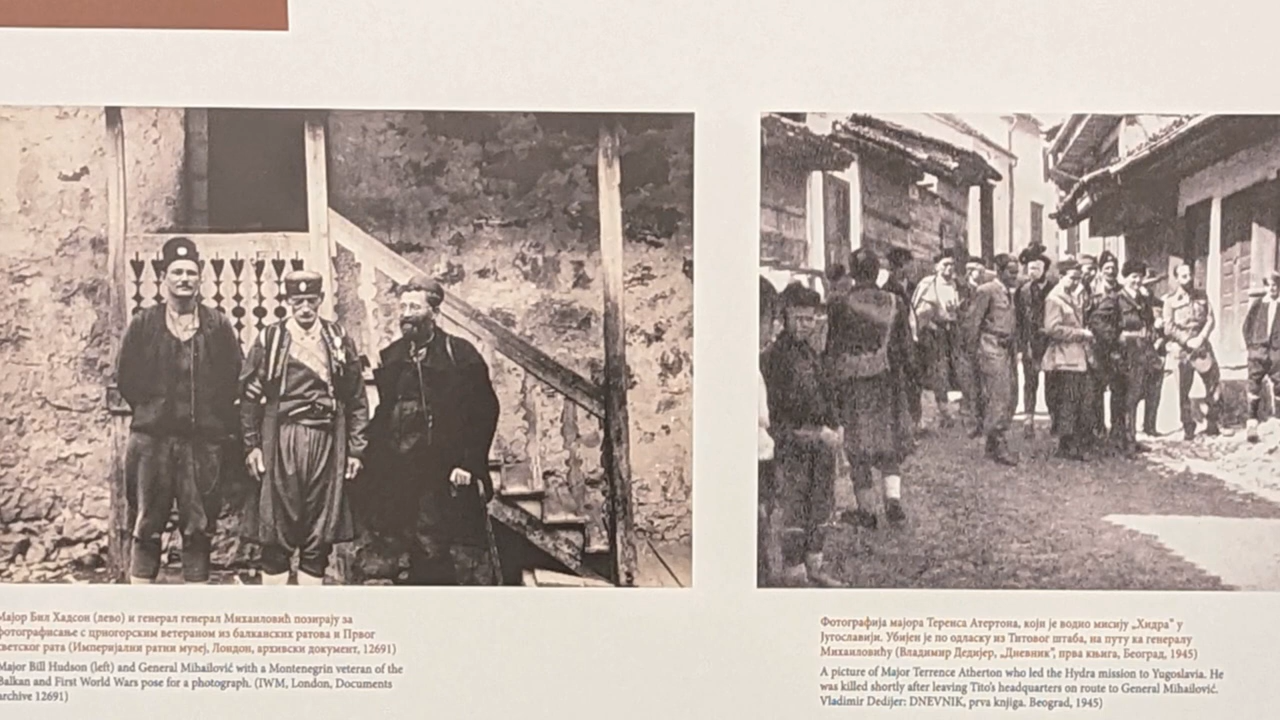 Мајор Бил Хадсон (лево) и генерал генерал Михаиловић позирају за
фотографисање с црногорским ветераном из балканских ратова и Првог
светског рата (Империјални ратни музеј, Лондон, архивски документ, 12691)
Major Bill Hudson (left) and General Mihailović with a Montenegrin veteran of the
Balkan and First World Wars pose for a photograph. (IWM, London, Documents
archive 12691)
Фотографија мајора Теренса Атертона, који је водио мисију „Хидра” у
Југославији. Убијен је по одласку из Титовог штаба, на путу ка генералу
Михаиловићу (Владимир Дедијер, „Дневник”, прва књига, Београд, 1945)
A picture of Major Terrence Atherton who led the Hydra mission to Yugoslavia. He
was killed shortly after leaving Tito's headquarters on route to General Mihailović.
Vladimir Dedijer: DNEVNIK, prva knjiga. Beograd, 1945)